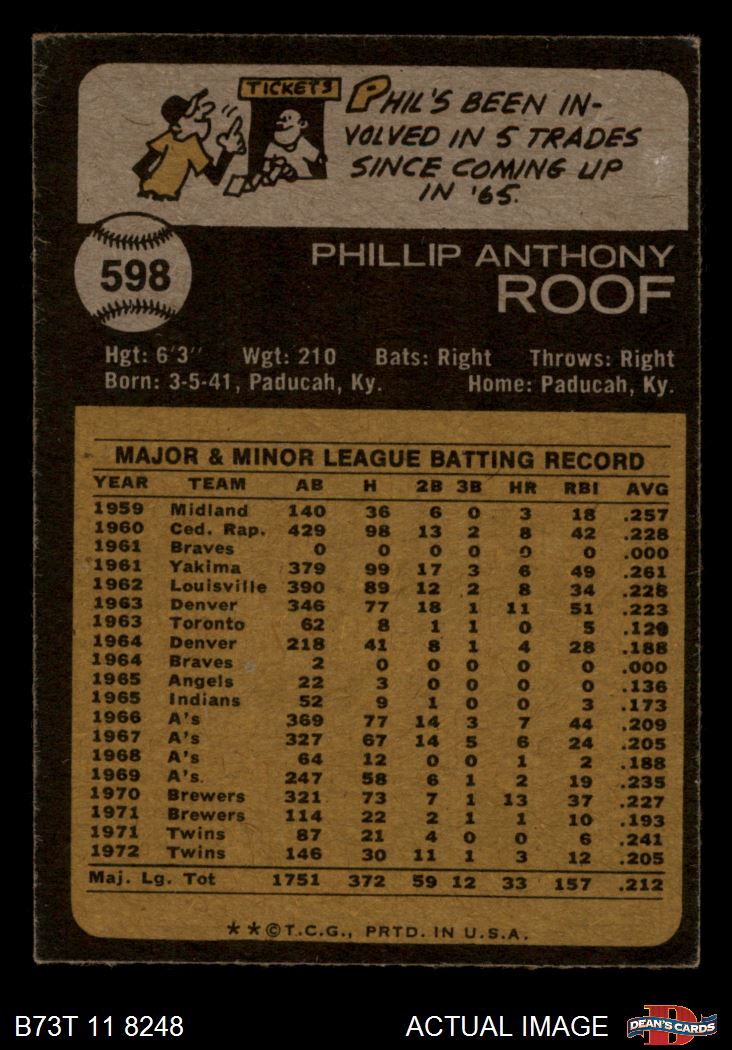 TICKETS
PHIL'S BEEN IN-
VOLVED IN 5 TRADES
SINCE COMING UP
IN '65.
598
PHILLIP ANTHONY
ROOF
Hgt: 6'3" Wgt: 210 Bats: Right Throws: Right
Born: 3-5-41, Paducah, Ky. Home: Paducah, Ky.
MAJOR & MINOR LEAGUE BATTING RECORD
YEAR TEAM AB H 2B 3B HR RBI AVG
1959 Midland 140 36 6 0 3 18 .257
1960 Ced. Rap. 429 98 13 2 8 42 .228
1961 Braves 0 0 0 0 0 0 .000
1961 Yakima 379 99 17 3 6 49 .261
1962 Louisville 390 89 12 2 8 34 .228
1963 Denver 346 77 18 1 11 51 .223
1963 Toronto 62 8 1 1 0 5 .129
1964 Denver 218 41 8 1 4 28 .188
1964 Braves 2 0 0 0 0 0 .000
1965 Angels 22 3 0 0 0 0 .136
1965 Indians 52 9 1 0 0 3 .173
1966 A's 369 77 14 3 7 44 .209
1967 A's 327 67 14 5 6 24 .205
1968 A's 64 12 0 0 1 2 .188
1969 A's. 247 58 6 1 2 19 .235
1970 Brewers 321 73 7 1 13 37 .227
1971 Brewers 114 22 2 1 1 10 .193
1971 Twins 87 21 4 0 0 6 .241
1972 Twins 146 30 11 1 3 12 .205
Maj. Lg. Tot 1751 372 59 12 33 157 .212
**©T.C.G., PRTD. IN U.S.A.
B73T 11 8248 ACTUAL IMAGE DEAN'S CARDS